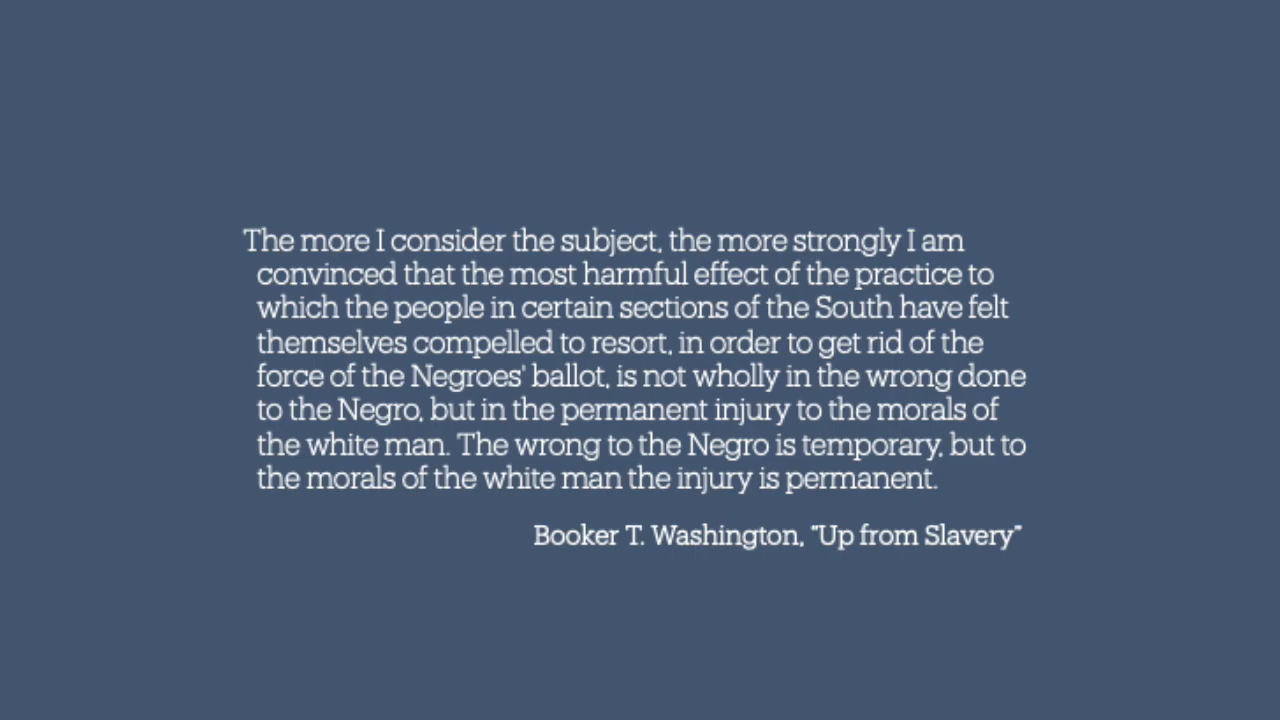 The more I consider the subject, the more strongly I am
convinced that the most harmful effect of the practice to
which the people in certain sections of the South have felt
themselves compelled to resort, in order to get rid of the
force of the Negroes' ballot, is not wholly in the wrong done
to the Negro, but in the permanent injury to the morals of
the white man. The wrong to the Negro is temporary, but to
the morals of the white man the injury is permanent.
Booker T. Washington, “Up from Slavery”